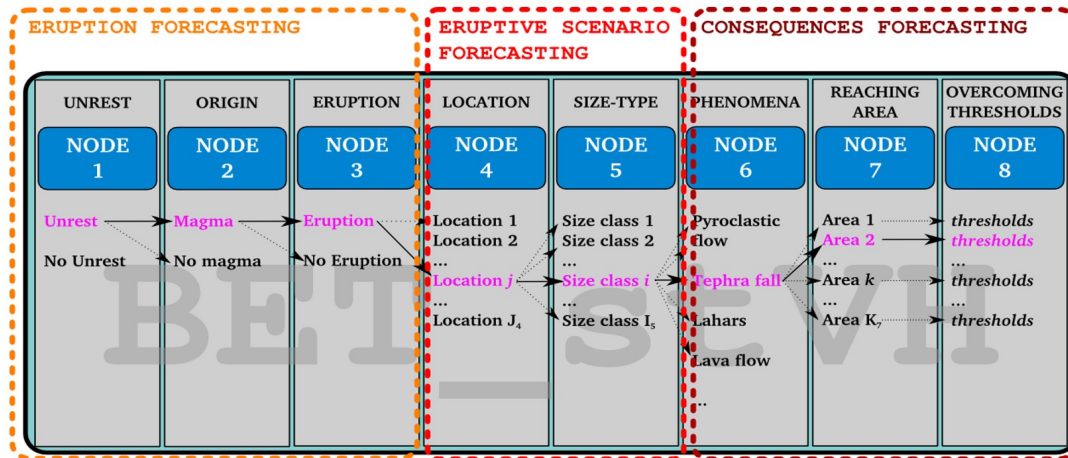 ERUPTION FORECASTING
ERUPTIVE SCENARIO
FORECASTING
CONSEQUENCES FORECASTING
UNREST
ORIGIN
ERUPTION
LOCATION
SIZE-TYPE
PHENOMENA
REACHING
AREA
OVERCOMING
THRESHOLDS
NODE
1
NODE
2
NODE
3
NODE
4
NODE
5
NODE
6
NODE
7
NODE
8
Unrest
No Unrest
Magma
No magma
Eruption
No Eruption
Location 1
Location 2
...
Location j
...
Location J₄
Size class 1
Size class 2
...
Size class i
...
Size class I₅
Pyroclastic
flow
Tephra fall
Lahars
Lava flow
...
Area 1
Area 2
...
Area k
...
Area K₇
thresholds
thresholds
...
thresholds
...
thresholds
BET_stVH